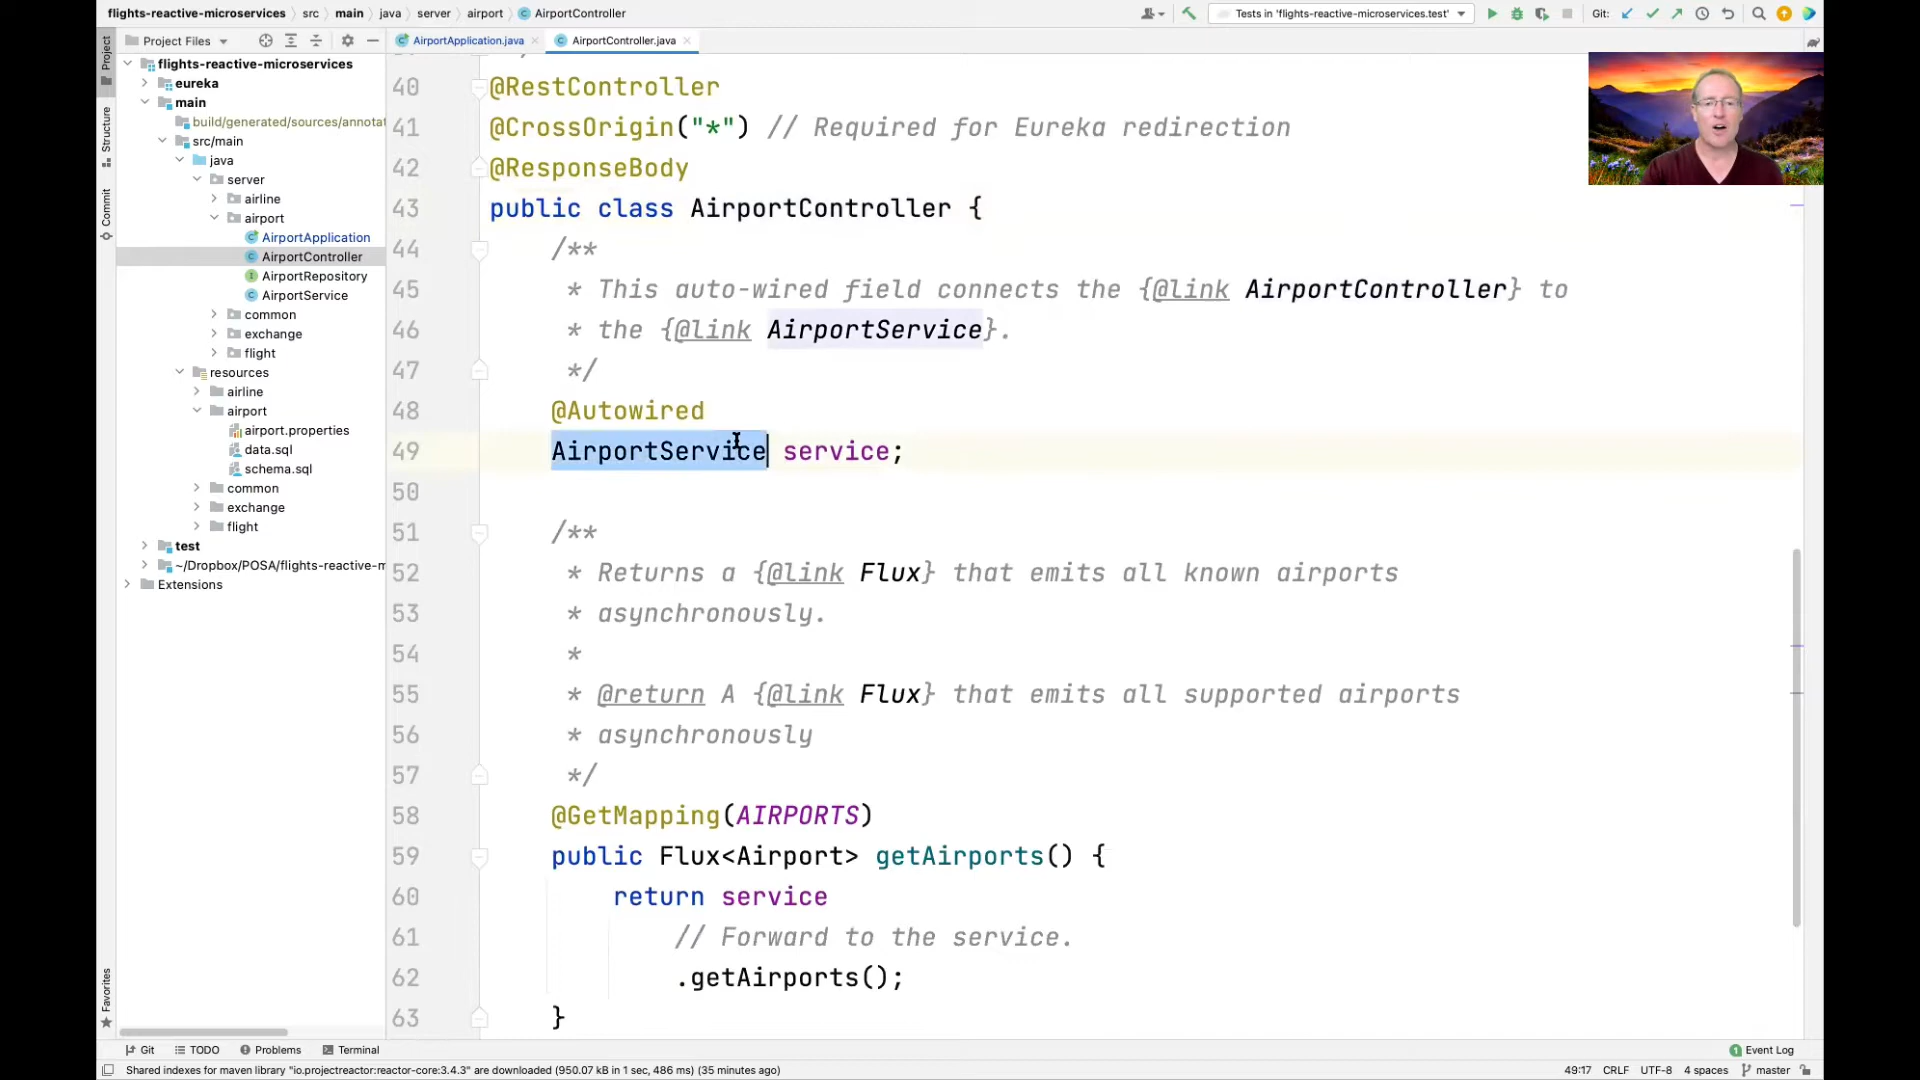 flights-reactive-microservices src main java server airport AirportController
Tests in 'flights-reactive-microservices.test' Git:
Project
Structure
Commit
Favorites
Project Files
flights-reactive-microservices
eureka
main
build/generated/sources/annotat
src/main
java
server
airline
airport
AirportApplication
AirportController
AirportRepository
AirportService
common
exchange
flight
resources
airline
airport
airport.properties
data.sql
schema.sql
common
exchange
flight
test
~/Dropbox/POSA/flights-reactive-m
Extensions
AirportApplication.java AirportController.java
40 @RestController
41 @CrossOrigin("*") // Required for Eureka redirection
42 @ResponseBody
43 public class AirportController {
44 /**
45 * This auto-wired field connects the {@link AirportController} to
46 * the {@link AirportService}.
47 */
48 @Autowired
49 AirportService service;
50
51 /**
52 * Returns a {@link Flux} that emits all known airports
53 * asynchronously.
54 *
55 * @return A {@link Flux} that emits all supported airports
56 * asynchronously
57 */
58 @GetMapping(AIRPORTS)
59 public Flux<Airport> getAirports() {
60 return service
61 // Forward to the service.
62 .getAirports();
63 }
Git TODO Problems Terminal 1 Event Log
Shared indexes for maven library "io.projectreactor:reactor-core:3.4.3" are downloaded (950.07 kB in 1 sec, 486 ms) (35 minutes ago) 49:17 CRLF UTF-8 4 spaces master